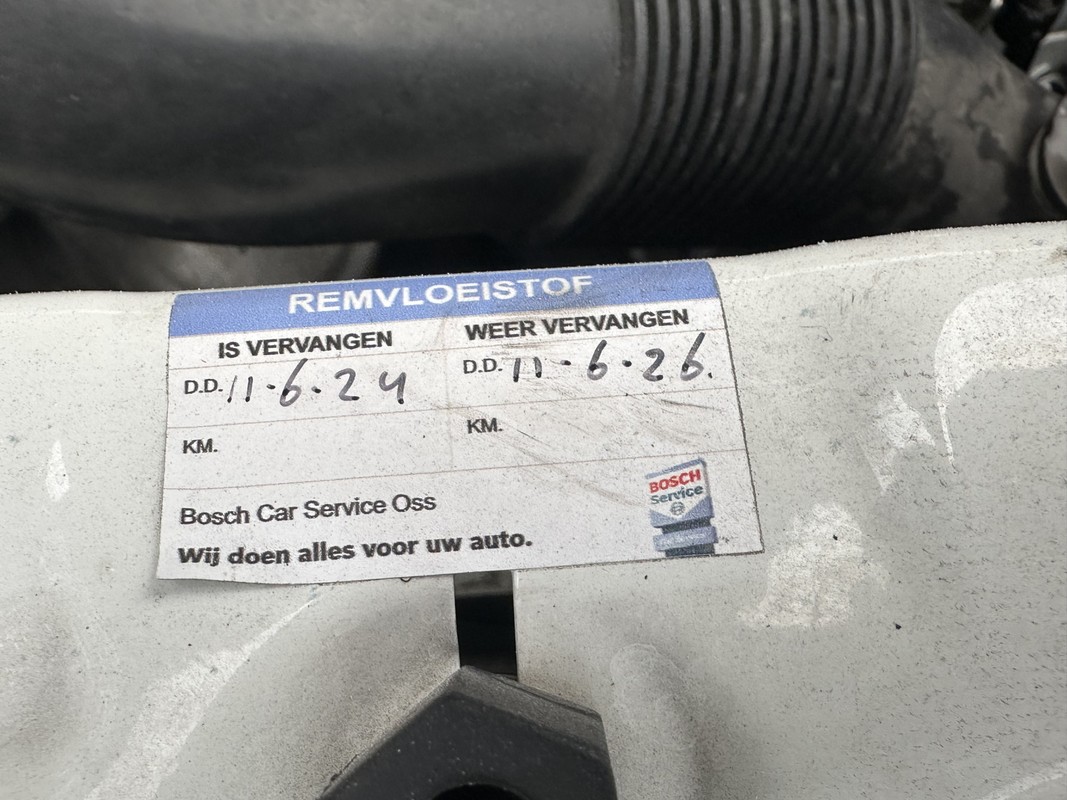 REMVLOEISTOF
IS VERVANGEN
WEER VERVANGEN
D.D. 11-6-24
D.D. 11-6-26.
KM.
KM.
Bosch Car Service Oss
Wij doen alles voor uw auto.
BOSCH
Service